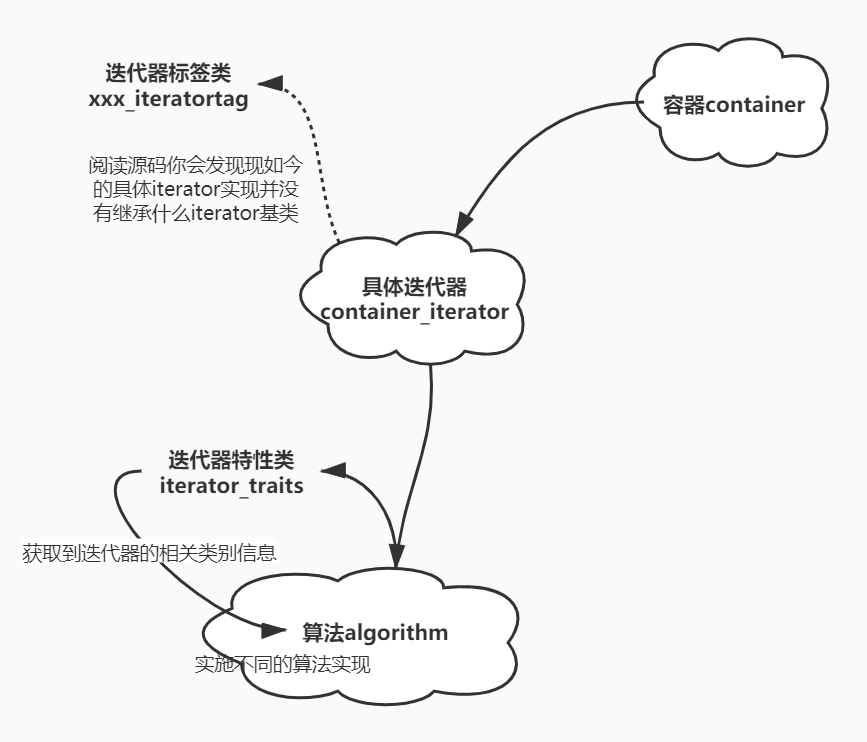 迭代器标签类
xxx_iteratortag
容器container
阅读源码你会发现现如今
的具体iterator实现并没
有继承什么iterator基类
具体迭代器
container_iterator
迭代器特性类
iterator_traits
获取到迭代器的相关类别信息
算法algorithm
实施不同的算法实现